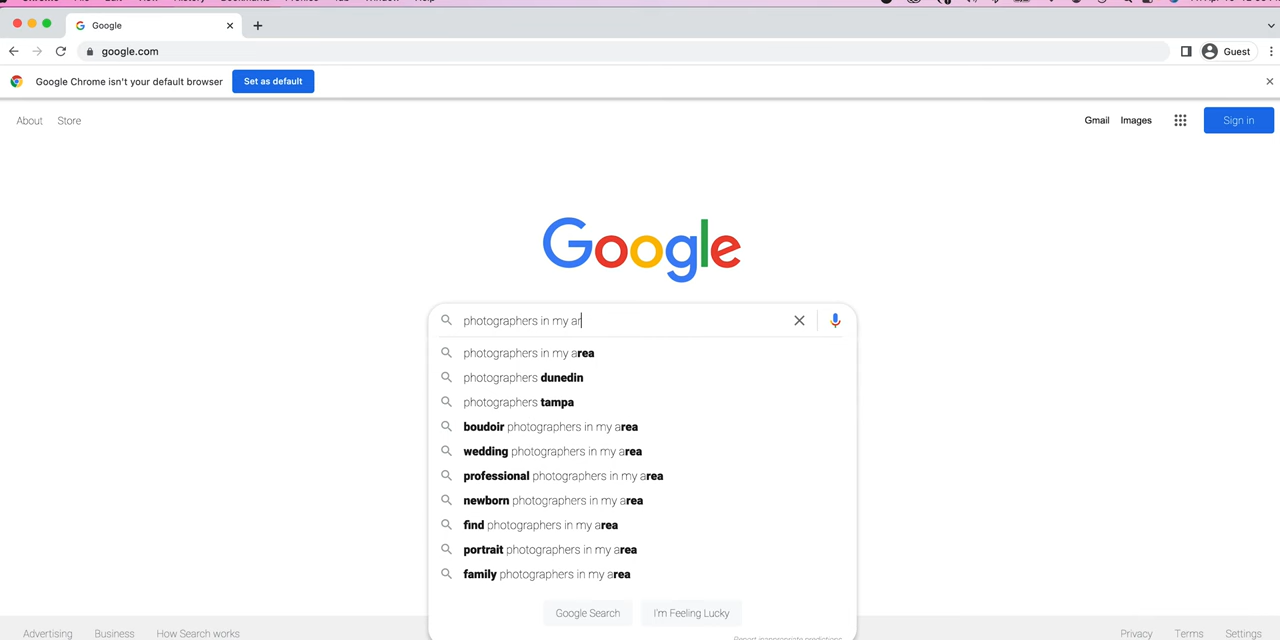 Google
google.com
Guest
Google Chrome isn't your default browser
Set as default
About
Store
Gmail
Images
Sign in
Google
photographers in my ar
photographers in my area
photographers dunedin
photographers tampa
boudoir photographers in my area
wedding photographers in my area
professional photographers in my area
newborn photographers in my area
find photographers in my area
portrait photographers in my area
family photographers in my area
Google Search
I'm Feeling Lucky
Report inappropriate predictions
Advertising
Business
How Search works
Privacy
Terms
Settings